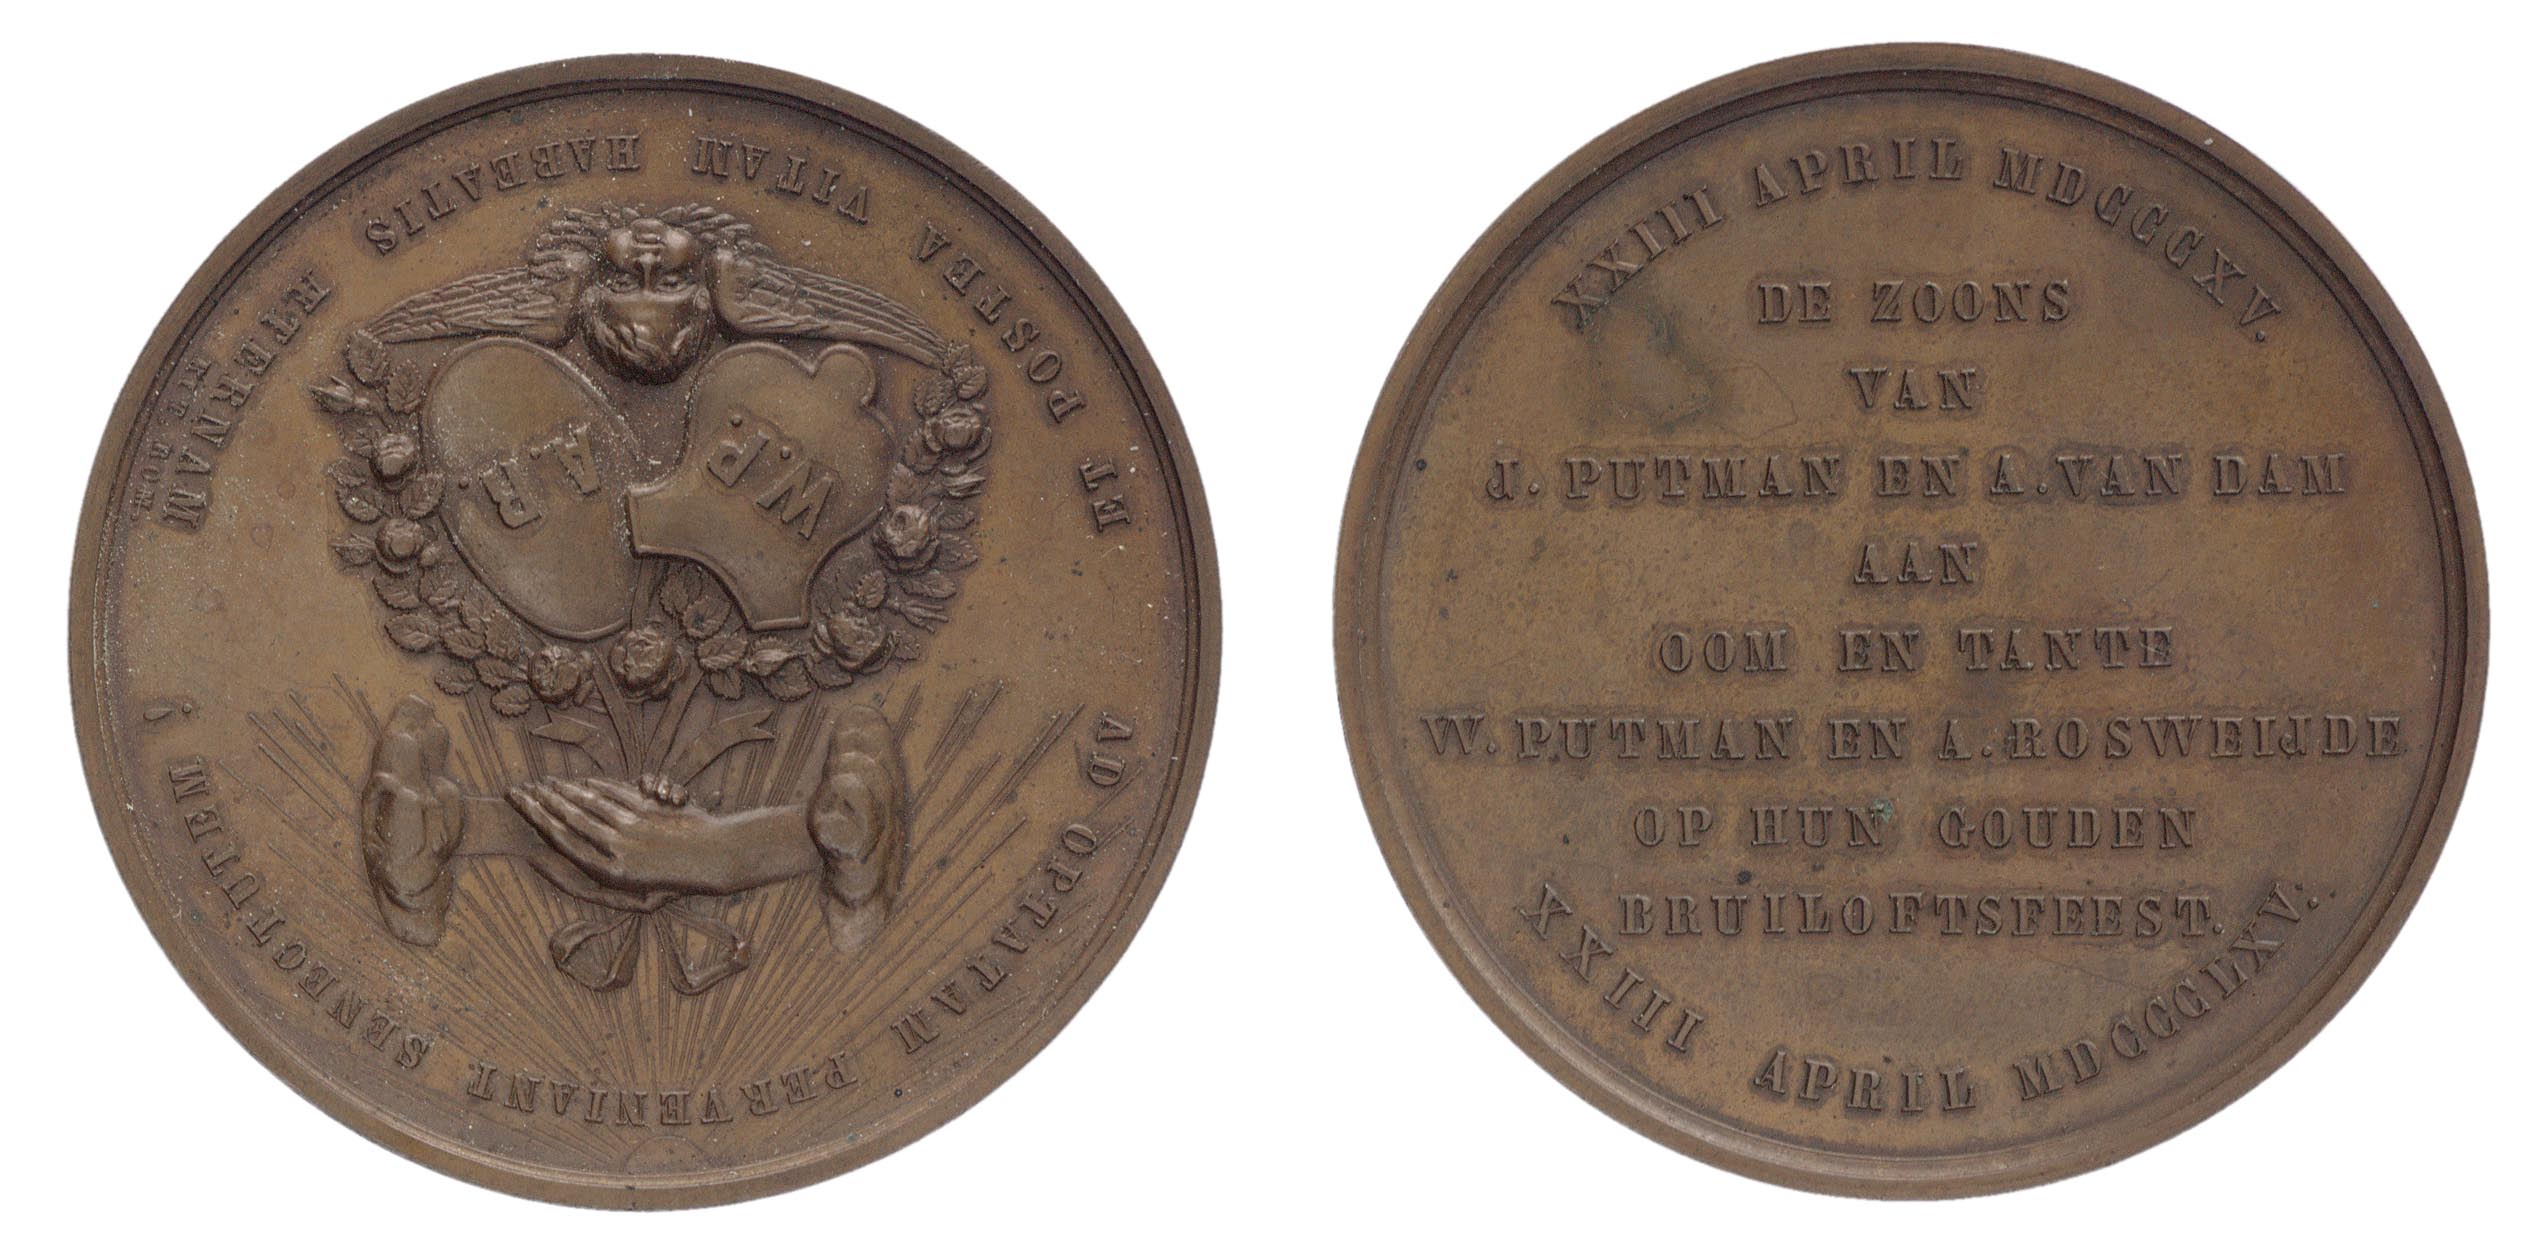 AD OPTATAM PERVENIANT SENECTUTEM ;
W.P.
A.R.
ET POSTEA VITAM HABEATIS ÆTERNAM
ROM.
XXIII APRIL MDCCCXV.
DE ZOONS
VAN
J. PUTMAN EN A. VAN DAM
AAN
OOM EN TANTE
W. PUTMAN EN A. ROSWEIJDE
OP HUN GOUDEN
BRUILOFTSFEEST.
XXIII APRIL MDCCCLXV.